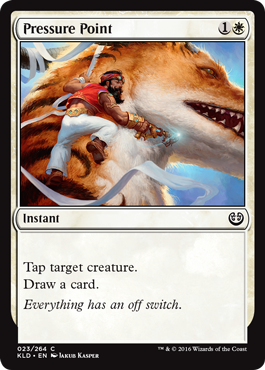 Pressure Point 1
Instant
Tap target creature.
Draw a card.
Everything has an off switch.
023/264 C
KLD • EN Jakub Kasper
™ & © 2016 Wizards of the Coast